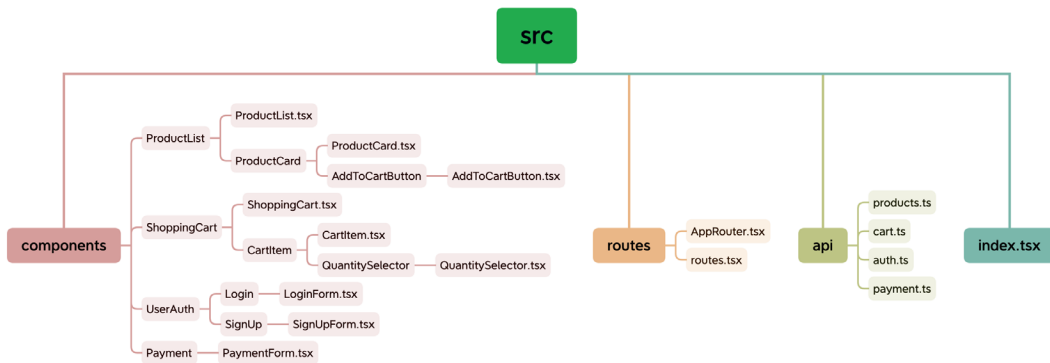 src
components
ProductList
ProductList.tsx
ProductCard
ProductCard.tsx
AddToCartButton
AddToCartButton.tsx
ShoppingCart
ShoppingCart.tsx
CartItem
CartItem.tsx
QuantitySelector
QuantitySelector.tsx
UserAuth
Login
LoginForm.tsx
SignUp
SignUpForm.tsx
Payment
PaymentForm.tsx
routes
AppRouter.tsx
routes.tsx
api
products.ts
cart.ts
auth.ts
payment.ts
index.tsx